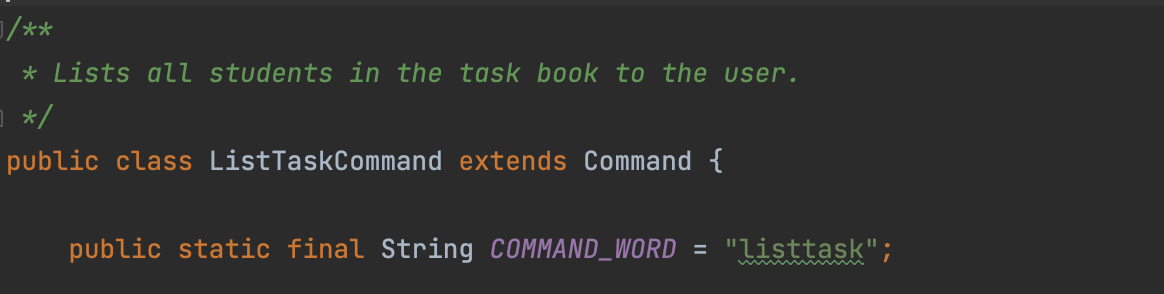 /**
 * Lists all students in the task book to the user.
 */
public class ListTaskCommand extends Command {
    public static final String COMMAND_WORD = "listtask";